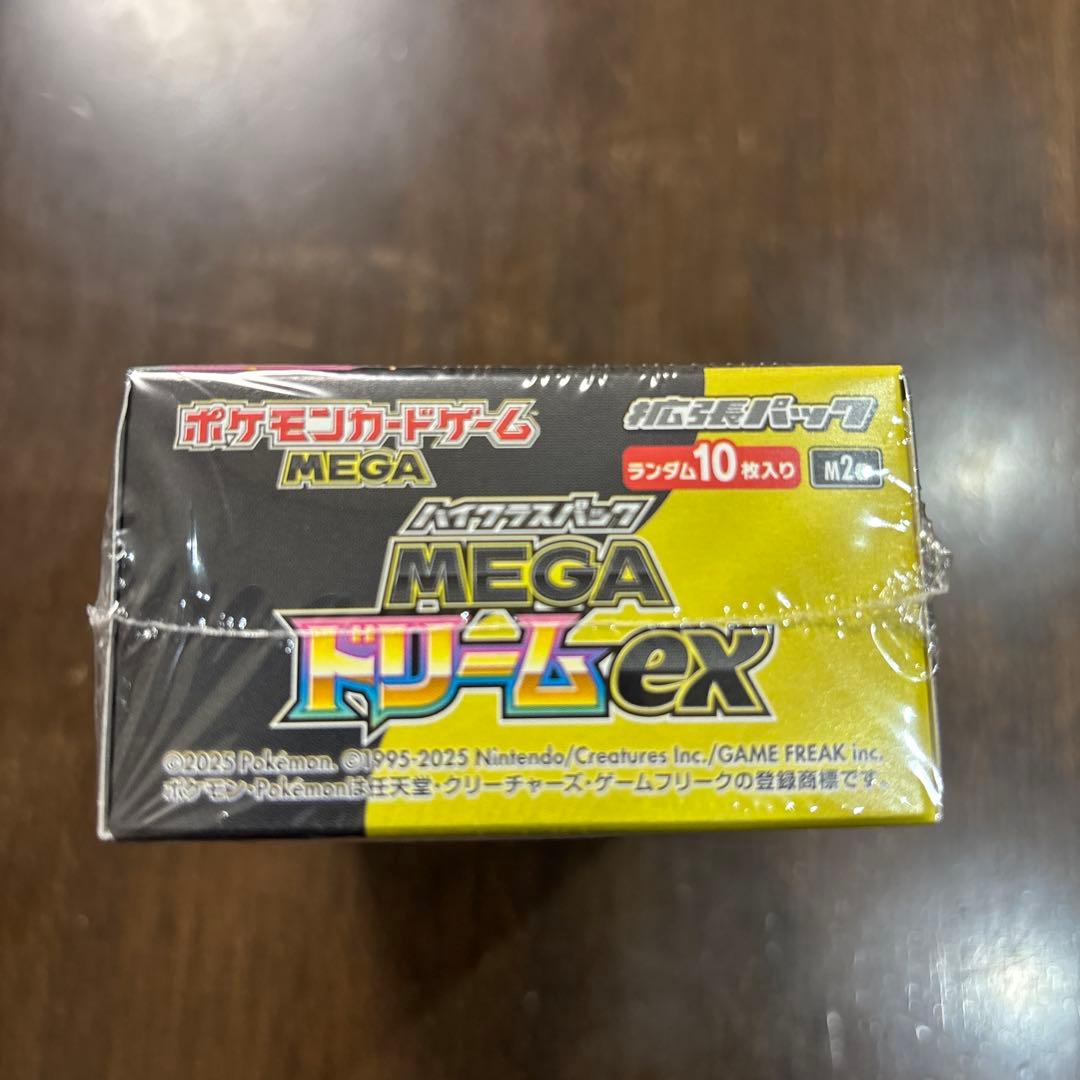 ポケモンカードゲーム
MEGA
拡張パック
ランダム10枚入り
ハイクラスパック
MEGA
ドリームex
©2025 Pokémon. ©1995-2025 Nintendo/Creatures Inc./GAME FREAK inc.
ポケモン・Pokémonは任天堂・クリーチャーズ・ゲームフリークの登録商標です。